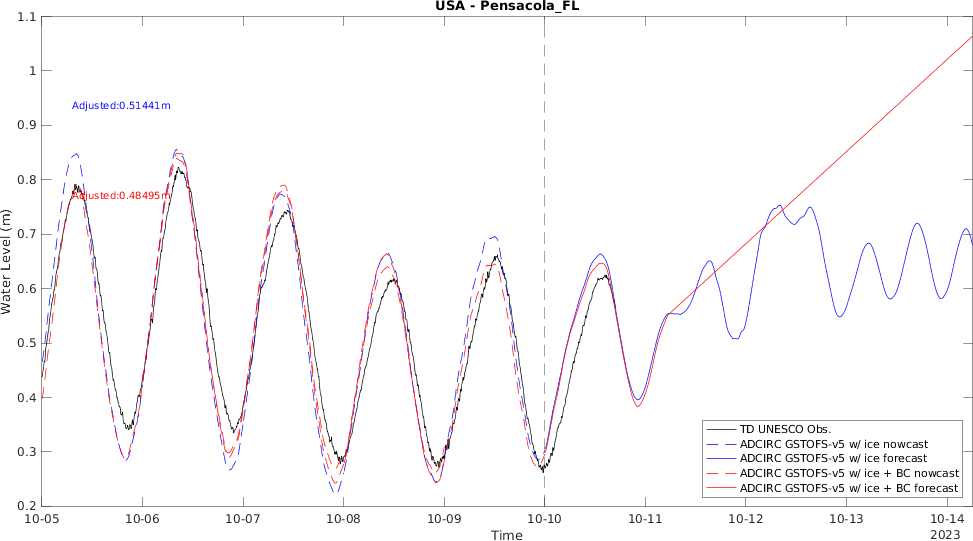 USA - Pensacola_FL
1.1
1
0.9
0.8
0.7
0.6
0.5
0.4
0.3
0.2
Water Level (m)
Adjusted:0.51441m
Adjusted:0.48495m
TD UNESCO Obs.
ADCIRC GSTOFS-v5 w/ ice nowcast
ADCIRC GSTOFS-v5 w/ ice forecast
ADCIRC GSTOFS-v5 w/ ice + BC nowcast
ADCIRC GSTOFS-v5 w/ ice + BC forecast
10-05 10-06 10-07 10-08 10-09 10-10 10-11 10-12 10-13 10-14
2023
Time